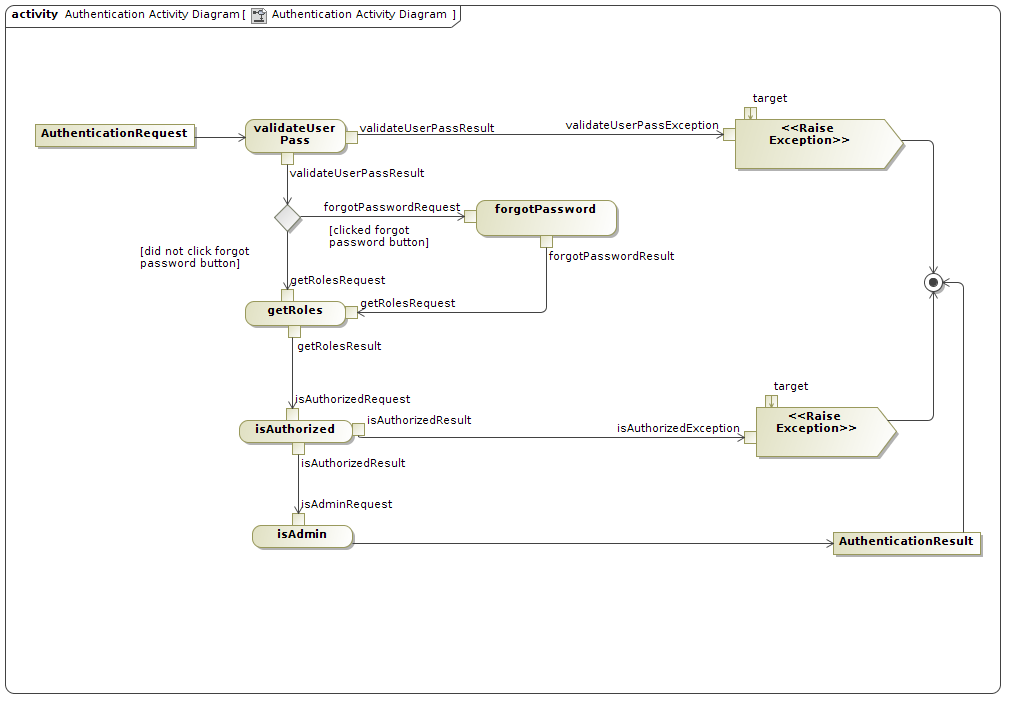 activity Authentication Activity Diagram [ Authentication Activity Diagram ]
target
AuthenticationRequest
validateUser
Pass
validateUserPassResult
validateUserPassException
<<Raise
Exception>>
validateUserPassResult
forgotPasswordRequest
forgotPassword
[clicked forgot
password button]
[did not click forgot
password button]
forgotPasswordResult
getRolesRequest
getRoles
getRolesRequest
getRolesResult
target
isAuthorizedRequest
isAuthorized
isAuthorizedResult
isAuthorizedException
<<Raise
Exception>>
isAuthorizedResult
isAdminRequest
isAdmin
AuthenticationResult